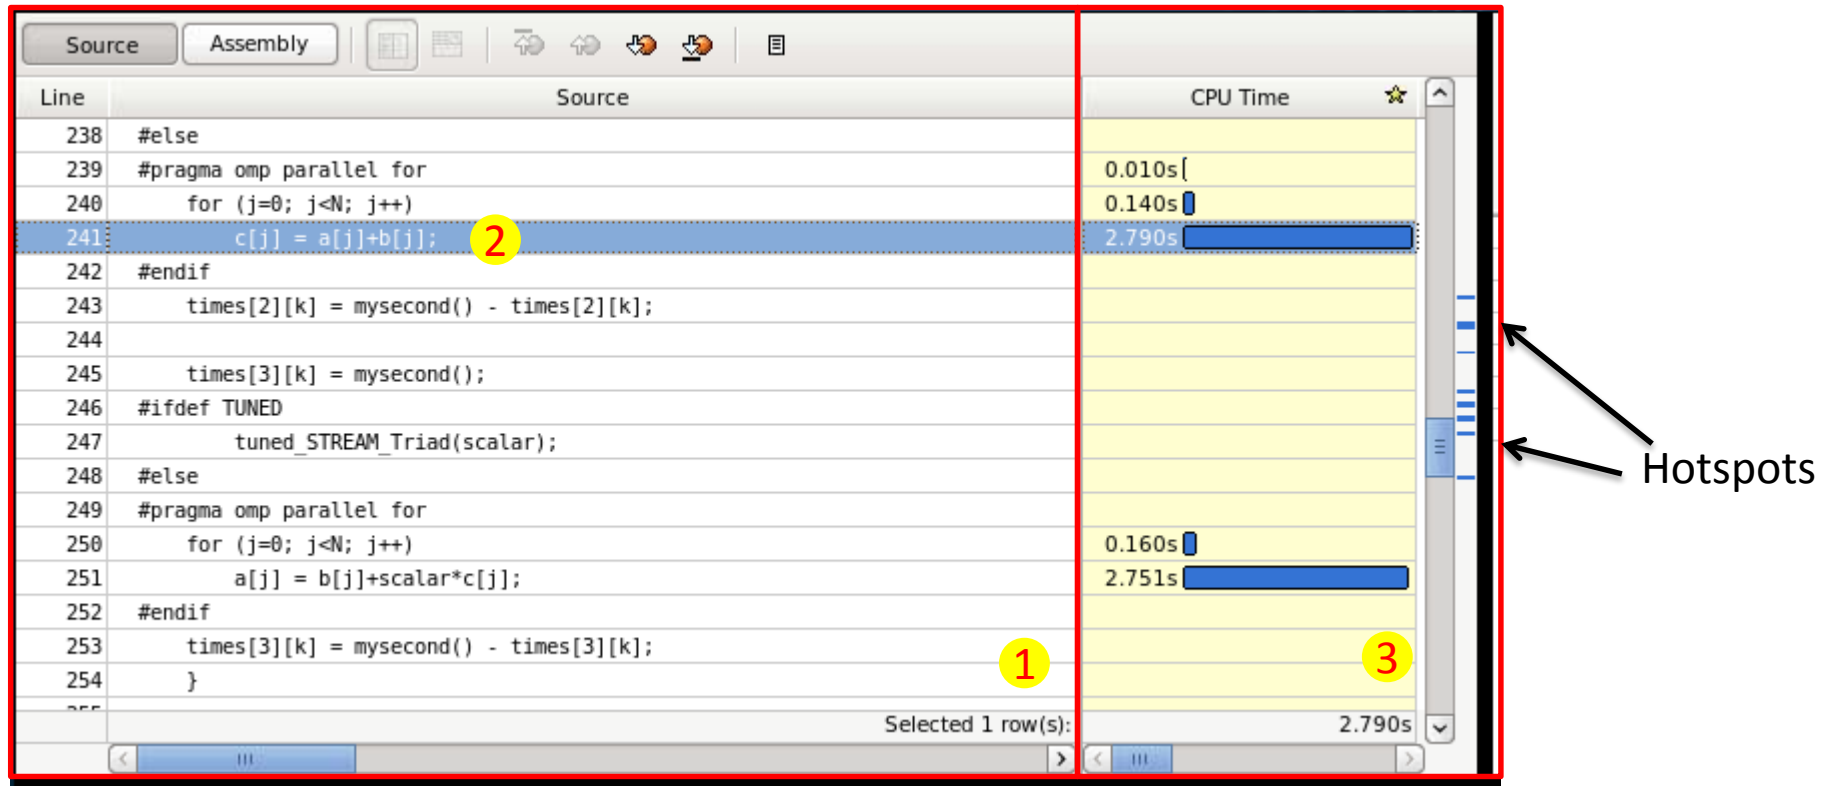 Source Assembly
Line Source CPU Time
238 #else
239 #pragma omp parallel for 0.010s
240 for (j=0; j<N; j++) 0.140s
241 c[j] = a[j]+b[j]; 2 2.790s
242 #endif
243 times[2][k] = mysecond() - times[2][k];
244
245 times[3][k] = mysecond();
246 #ifdef TUNED
247 tuned_STREAM_Triad(scalar);
248 #else
Hotspots
249 #pragma omp parallel for
250 for (j=0; j<N; j++) 0.160s
251 a[j] = b[j]+scalar*c[j]; 2.751s
252 #endif
253 times[3][k] = mysecond() - times[3][k]; 1 3
254 }
Selected 1 row(s): 2.790s